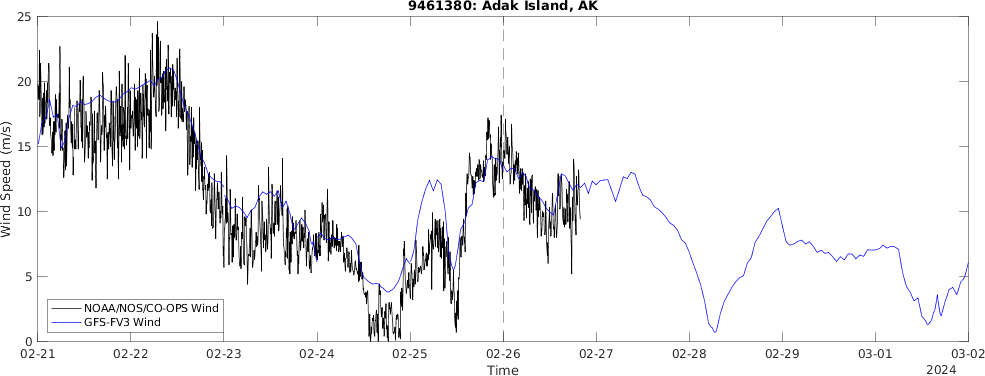 9461380: Adak Island, AK
Wind Speed (m/s)
25
20
15
10
5
0
NOAA/NOS/CO-OPS Wind
GFS-FV3 Wind
02-21 02-22 02-23 02-24 02-25 02-26 02-27 02-28 02-29 03-01 03-02
Time
2024